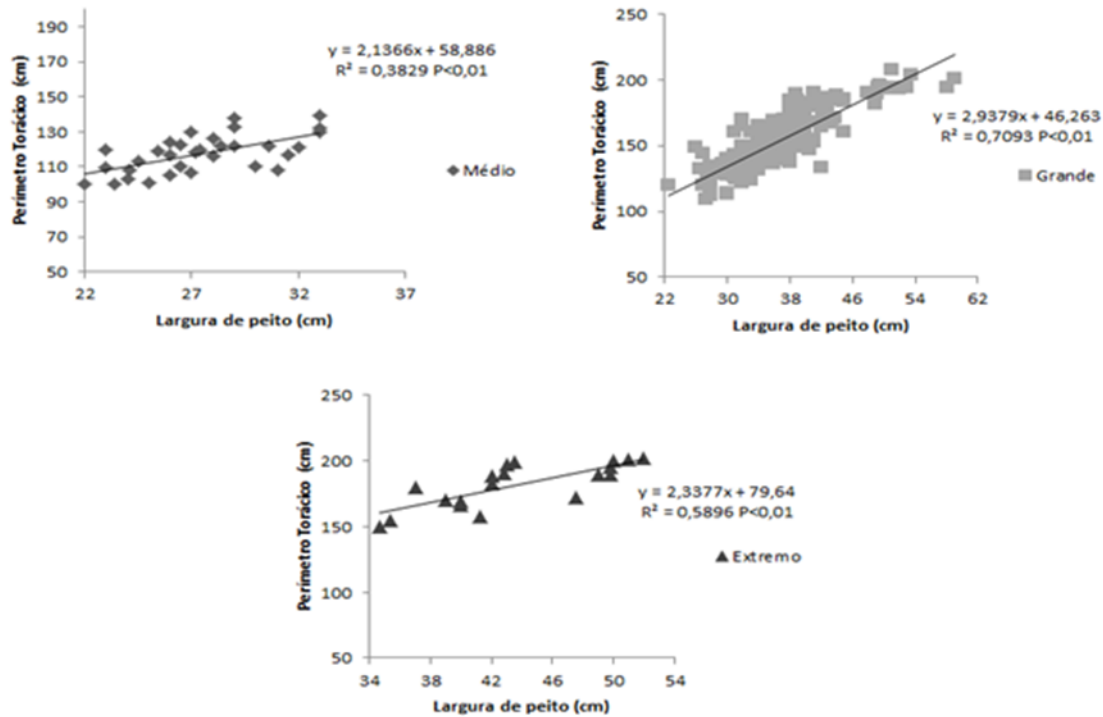 190
170
150
130
110
90
70
50
Perímetro Torácico (cm)
y = 2,1366x + 58,886
R² = 0,3829 P<0,01
Médio
22 27 32 37
Largura de peito (cm)
250
200
150
100
50
Perímetro Torácico (cm)
y = 2,9379x + 46,263
R² = 0,7093 P<0,01
Grande
22 30 38 46 54 62
Largura de peito (cm)
250
200
150
100
50
Perímetro Torácico (cm)
y = 2,3377x + 79,64
R² = 0,5896 P<0,01
Extremo
34 38 42 46 50 54
Largura de peito (cm)